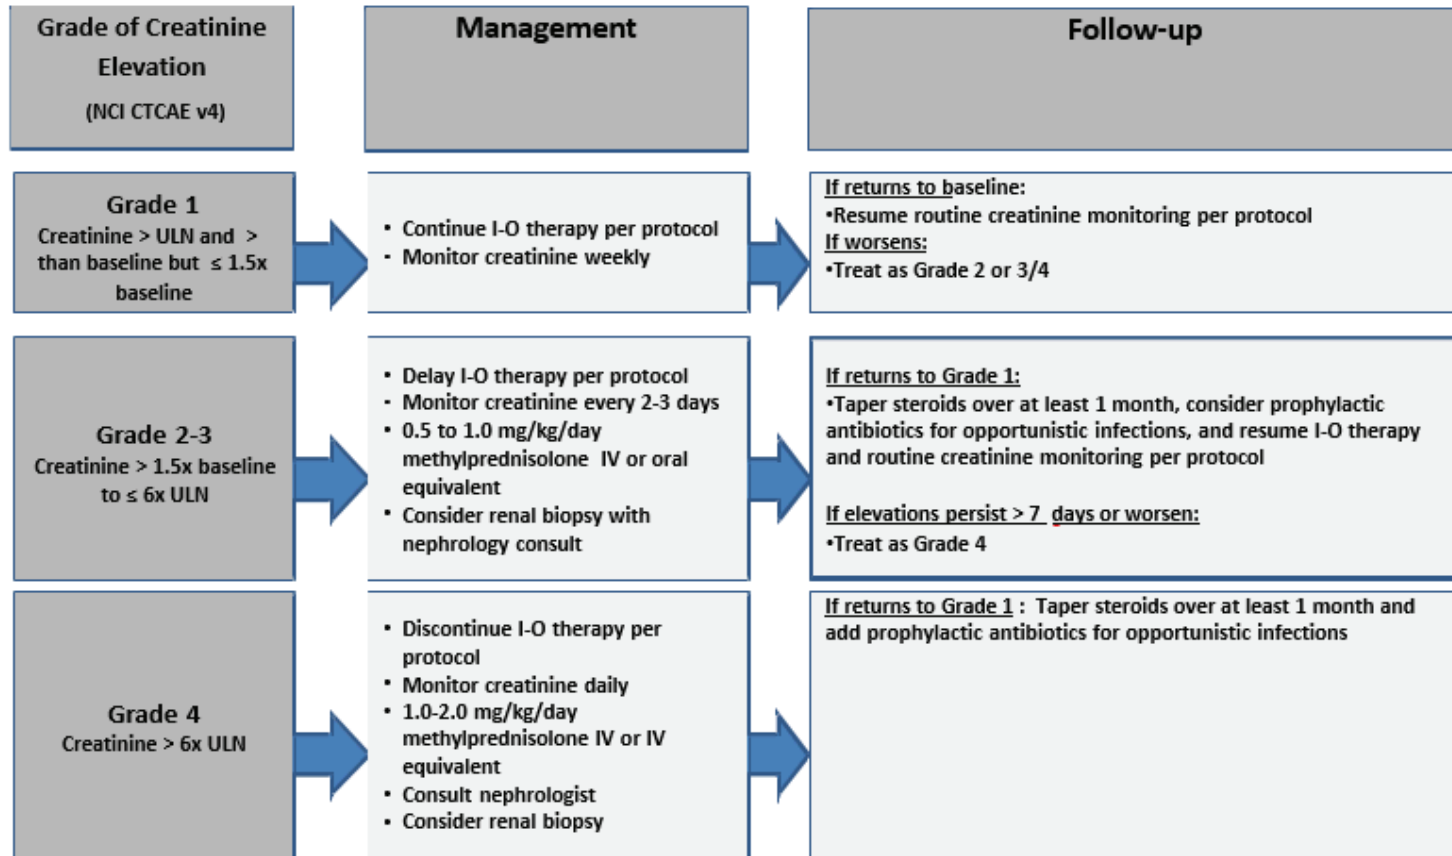 Grade of Creatinine
Elevation
(NCI CTCAE v4)
Management
Follow-up
Grade 1
Creatinine > ULN and >
than baseline but ≤ 1.5x
baseline
• Continue I-O therapy per protocol
- Monitor creatinine weekly
If returns to baseline:
•Resume routine creatinine monitoring per protocol
If worsens:
•Treat as Grade 2 or 3/4
Grade 2-3
Creatinine > 1.5x baseline
to ≤ 6x ULN
• Delay I-O therapy per protocol
- Monitor creatinine every 2-3 days
• 0.5 to 1.0 mg/kg/day
methylprednisolone IV or oral
equivalent
• Consider renal biopsy with
nephrology consult
If returns to Grade 1:
•Taper steroids over at least 1 month, consider prophylactic
antibiotics for opportunistic infections, and resume I-O therapy
and routine creatinine monitoring per protocol
If elevations persist > 7 days or worsen:
•Treat as Grade 4
Grade 4
Creatinine > 6x ULN
• Discontinue I-O therapy per
protocol
• Monitor creatinine daily
• 1.0-2.0 mg/kg/day
methylprednisolone IV or IV
equivalent
• Consult nephrologist
• Consider renal biopsy
If returns to Grade 1 : Taper steroids over at least 1 month and
add prophylactic antibiotics for opportunistic infections